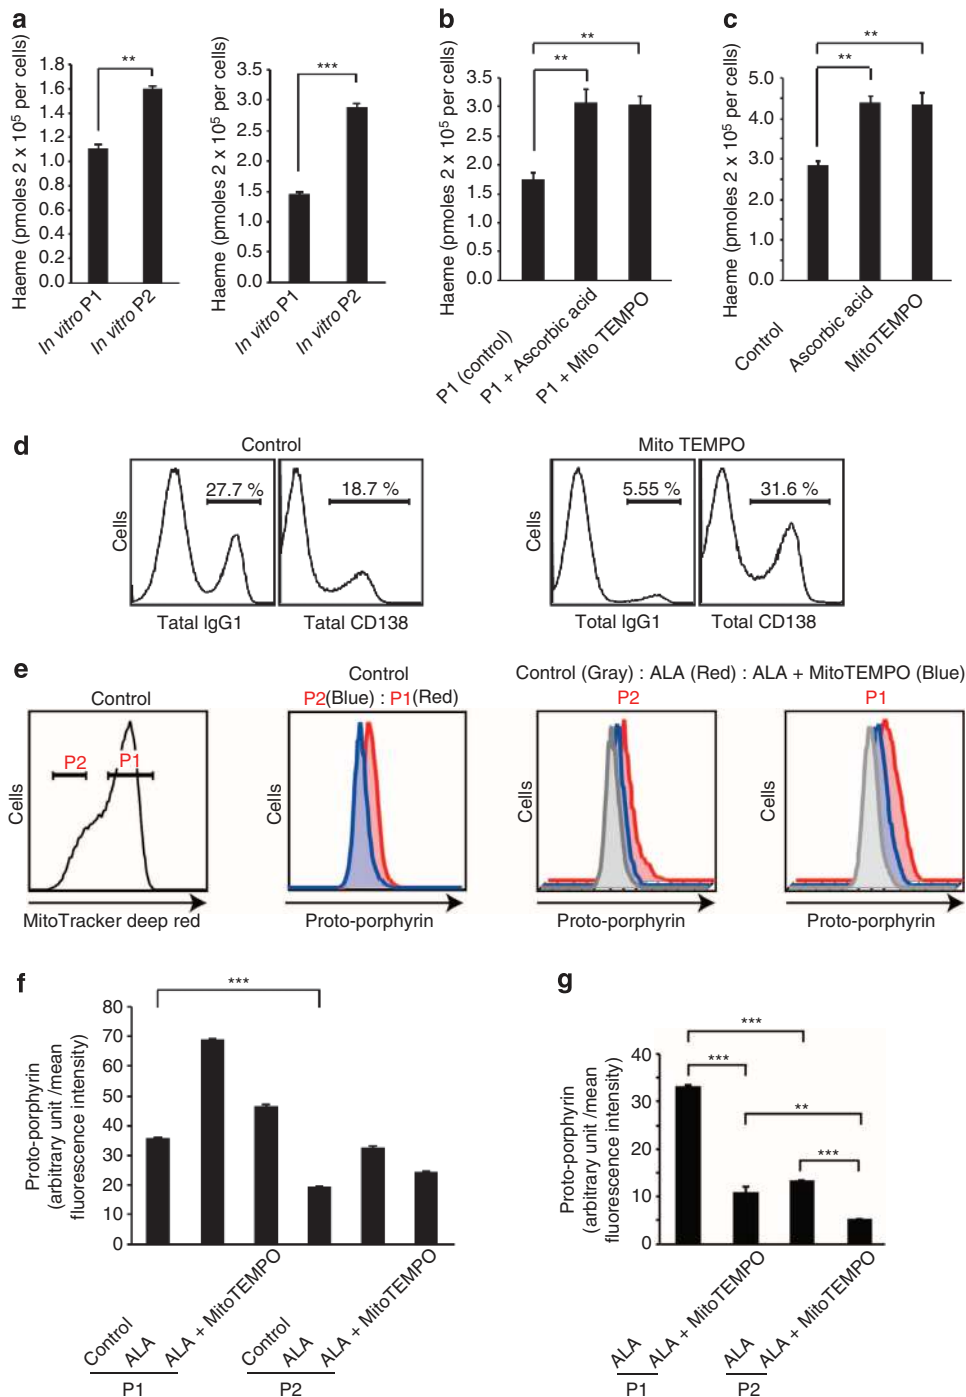 a
Haeme (pmoles 2 x 10⁵ per cells)
1.8
1.6
1.4
1.2
1.0
0.8
0.6
0.4
0.2
0.0
**
In vitro P1
In vitro P2
Haeme (pmoles 2 x 10⁵ per cells)
3.5
3.0
2.5
2.0
1.5
1.0
0.5
0.0
***
In vitro P1
In vitro P2
b
Haeme (pmoles 2 x 10⁵ per cells)
3.5
3.0
2.5
2.0
1.5
1.0
0.5
0.0
**
**
P1 (control)
P1 + Ascorbic acid
P1 + Mito TEMPO
c
Haeme (pmoles 2 x 10⁵ per cells)
5.0
4.0
3.0
2.0
1.0
0.0
**
**
Control
Ascorbic acid
MitoTEMPO
d
Control
Cells
27.7 %
18.7 %
Tatal IgG1
Tatal CD138
Mito TEMPO
Cells
5.55 %
31.6 %
Total IgG1
Total CD138
e
Control
Cells
P2
P1
MitoTracker deep red
Control
P2(Blue) : P1(Red)
Cells
Proto-porphyrin
Control (Gray) : ALA (Red) : ALA + MitoTEMPO (Blue)
P2
Cells
Proto-porphyrin
P1
Cells
Proto-porphyrin
f
Proto-porphyrin
(arbitrary unit /mean
fluorescence intensity)
80
70
60
50
40
30
20
10
0
***
Control
ALA
ALA + MitoTEMPO
Control
ALA
ALA + MitoTEMPO
P1
P2
g
Proto-porphyrin
(arbitrary unit /mean
fluorescence intensity)
40
30
20
10
0
***
***
**
***
ALA
ALA + MitoTEMPO
ALA
ALA + MitoTEMPO
P1
P2